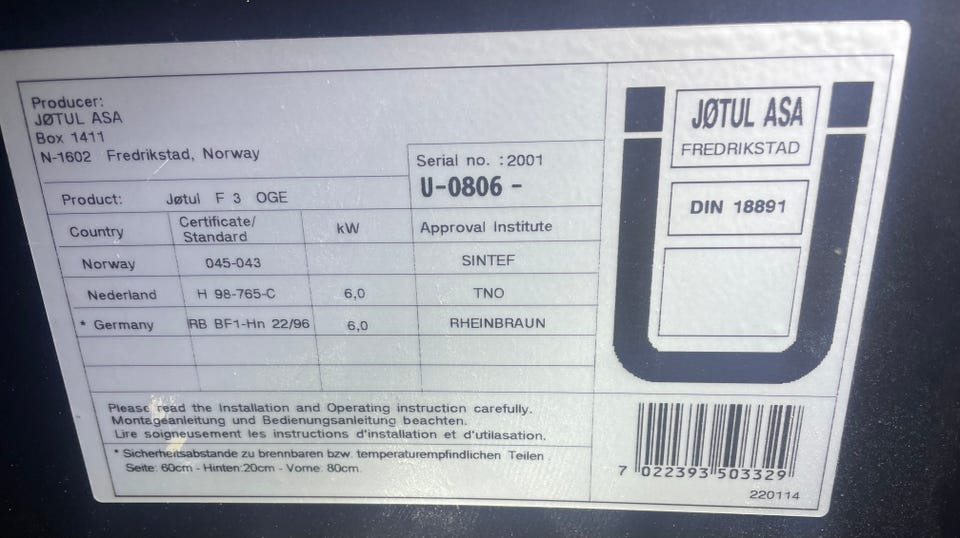 Producer:
JØTUL ASA
Box 1411
N-1602 Fredrikstad, Norway
Serial no. :2001
U-0806 -
Product: Jøtul F 3 OGE
Country Certificate/ Standard kW Approval Institute
Norway 045-043 SINTEF
Nederland H 98-765-C 6,0 TNO
* Germany RB BF1-Hn 22/96 6,0 RHEINBRAUN
Please read the Installation and Operating instruction carefully.
Montageanleitung und Bedienungsanleitung beachten.
Lire soigneusement les instructions d'installation et d'utilasation.
* Sicherheitsabstande zu brennbaren bzw. temperaturempfindlichen Teilen.
Seite: 60cm - Hinten:20cm - Vorne: 80cm.
JØTUL ASA
FREDRIKSTAD
DIN 18891
7 022393 503329
220114